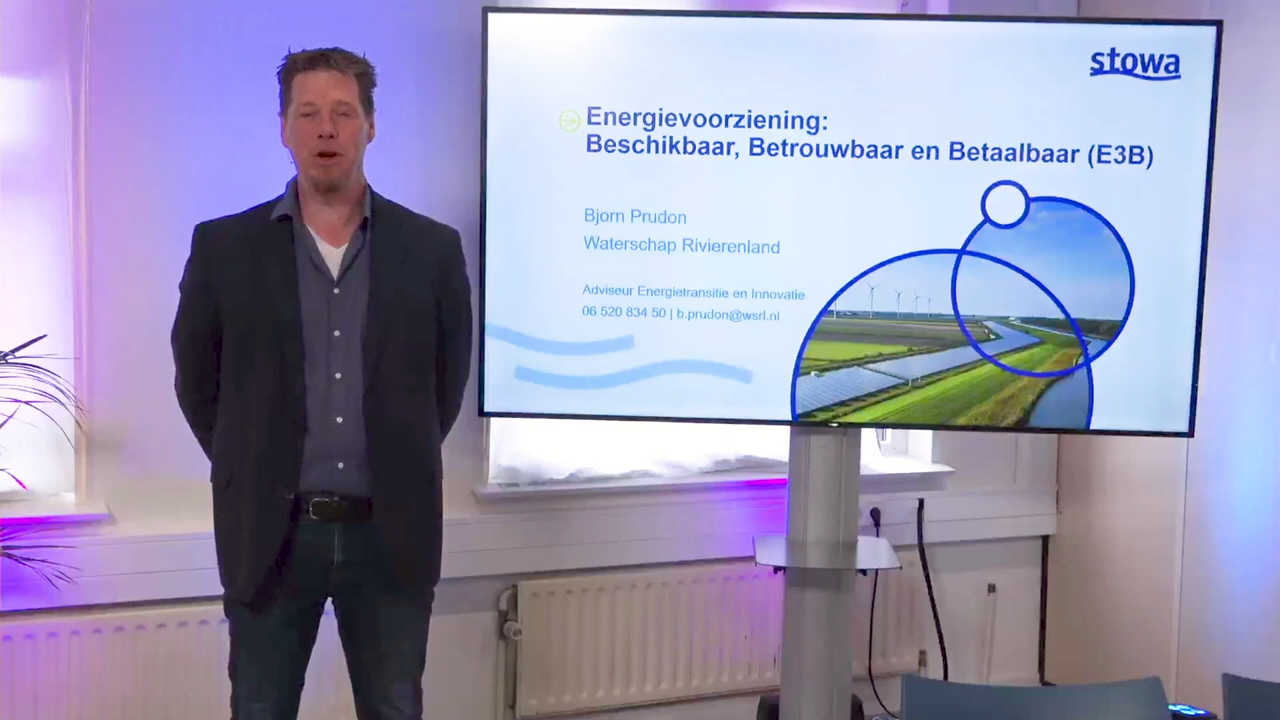 stowa
Energievoorziening:
Beschikbaar, Betrouwbaar en Betaalbaar (E3B)
Bjorn Prudon
Waterschap Rivierenland
Adviseur Energietransitie en Innovatie
06 520 834 50 | b.prudon@wsrl.nl